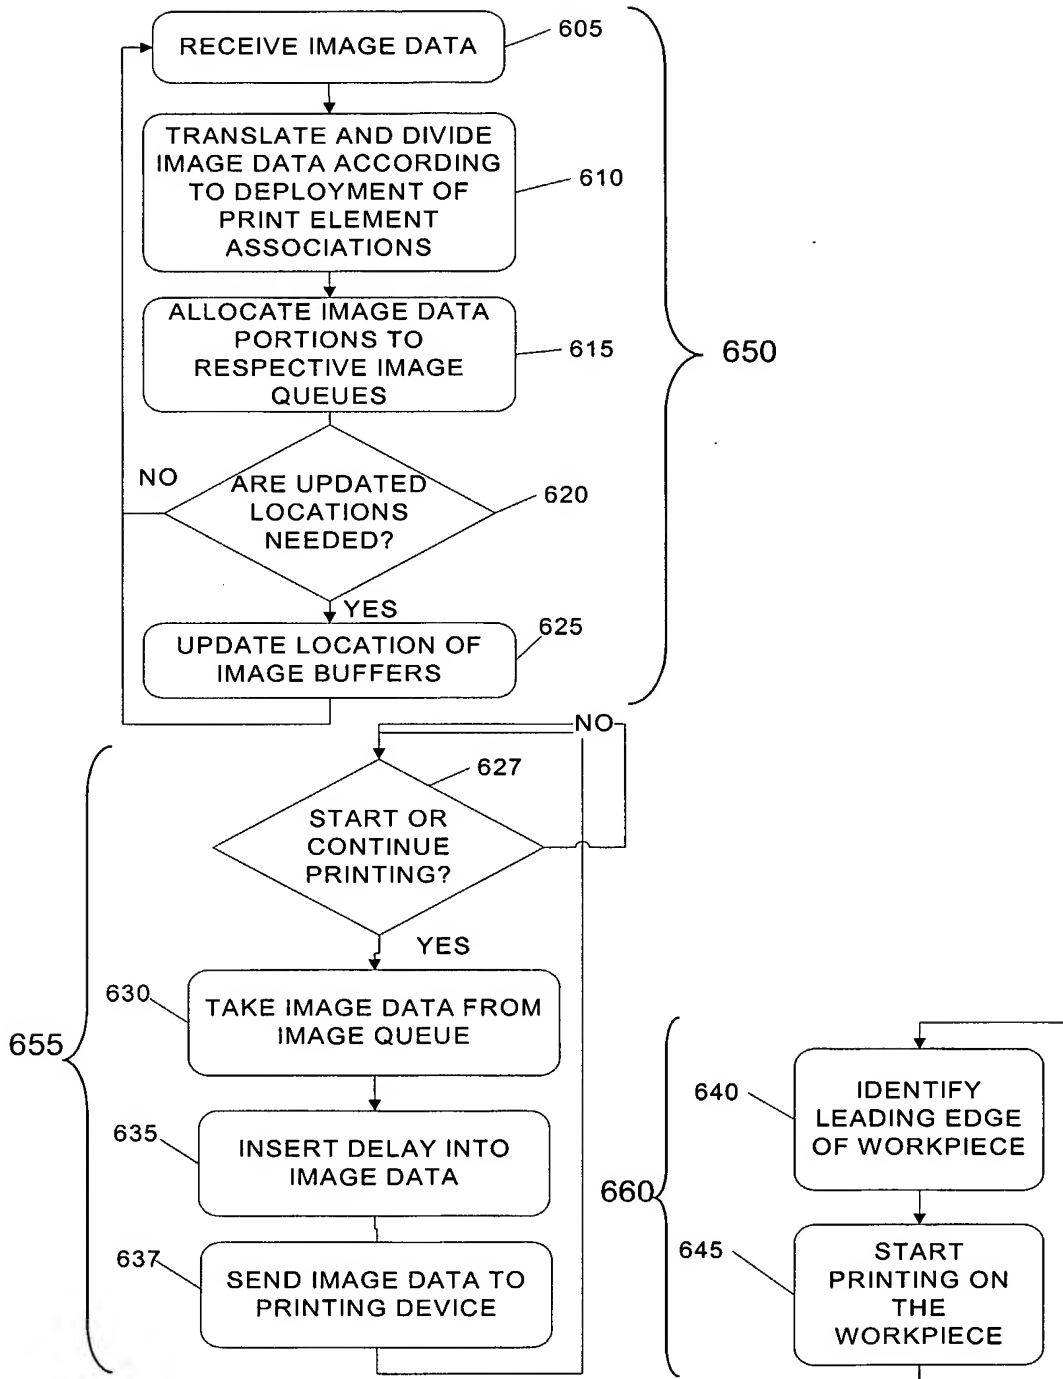 RECEIVE IMAGE DATA
605
TRANSLATE AND DIVIDE
IMAGE DATA ACCORDING
TO DEPLOYMENT OF
PRINT ELEMENT
ASSOCIATIONS
610
ALLOCATE IMAGE DATA
PORTIONS TO
RESPECTIVE IMAGE
QUEUES
615
650
NO
ARE UPDATED
LOCATIONS
NEEDED?
620
YES
UPDATE LOCATION OF
IMAGE BUFFERS
625
NO
627
START OR
CONTINUE
PRINTING?
YES
630
TAKE IMAGE DATA FROM
IMAGE QUEUE
655
635
INSERT DELAY INTO
IMAGE DATA
637
SEND IMAGE DATA TO
PRINTING DEVICE
640
IDENTIFY
LEADING EDGE
OF WORKPIECE
660
645
START
PRINTING ON
THE
WORKPIECE